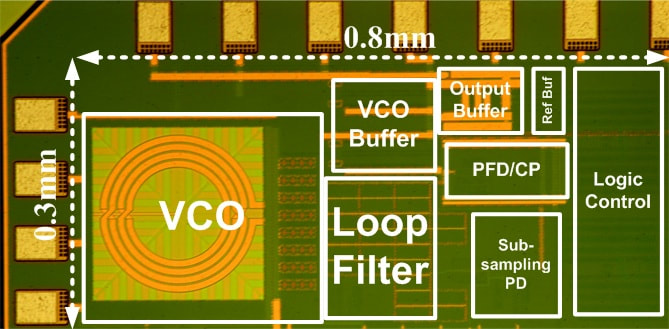 0.8mm
0.3mm
VCO
VCO
Buffer
Output
Buffer
Ref Buf
PFD/CP
Logic
Control
Loop
Filter
Sub-
sampling
PD